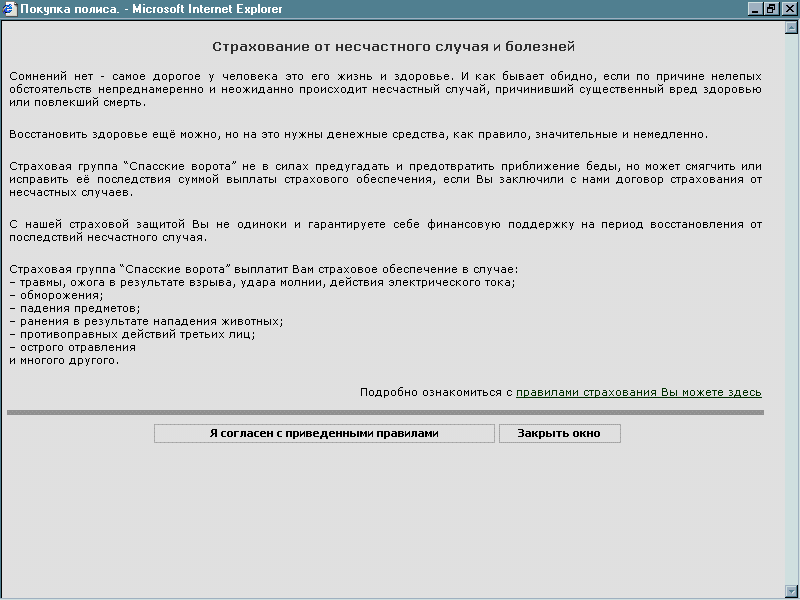 Покупка полиса. - Microsoft Internet Explorer
Страхование от несчастного случая и болезней
Сомнений нет - самое дорогое у человека это его жизнь и здоровье. И как бывает обидно, если по причине нелепых
обстоятельств непреднамеренно и неожиданно происходит несчастный случай, причинивший существенный вред здоровью
или повлекший смерть.
Восстановить здоровье ещё можно, но на это нужны денежные средства, как правило, значительные и немедленно.
Страховая группа “Спасские ворота” не в силах предугадать и предотвратить приближение беды, но может смягчить или
исправить её последствия суммой выплаты страхового обеспечения, если Вы заключили с нами договор страхования от
несчастных случаев.
С нашей страховой защитой Вы не одиноки и гарантируете себе финансовую поддержку на период восстановления от
последствий несчастного случая.
Страховая группа “Спасские ворота” выплатит Вам страховое обеспечение в случае:
– травмы, ожога в результате взрыва, удара молнии, действия электрического тока;
– обморожения;
– падения предметов;
– ранения в результате нападения животных;
– противоправных действий третьих лиц;
– острого отравления
и многого другого.
Подробно ознакомиться с правилами страхования Вы можете здесь
Я согласен с приведенными правилами
Закрыть окно